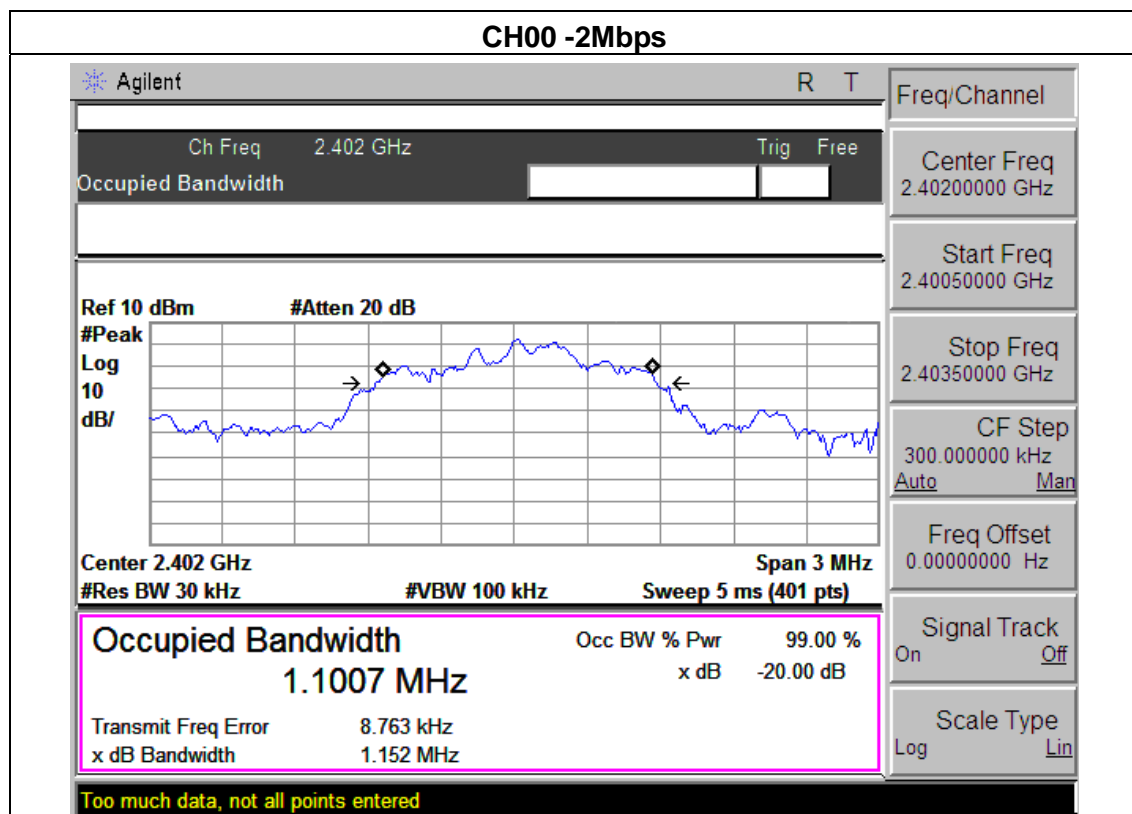 CH00 -2Mbps
Agilent R T
Ch Freq 2.402 GHz Trig Free
Occupied Bandwidth
Ref 10 dBm #Atten 20 dB
#Peak
Log
10
dB/
Center 2.402 GHz Span 3 MHz
#Res BW 30 kHz #VBW 100 kHz Sweep 5 ms (401 pts)
Occupied Bandwidth Occ BW % Pwr 99.00 %
1.1007 MHz x dB -20.00 dB
Transmit Freq Error 8.763 kHz
x dB Bandwidth 1.152 MHz
Too much data, not all points entered
Freq/Channel
Center Freq
2.40200000 GHz
Start Freq
2.40050000 GHz
Stop Freq
2.40350000 GHz
CF Step
300.000000 kHz
Auto Man
Freq Offset
0.00000000 Hz
Signal Track
On Off
Scale Type
Log Lin